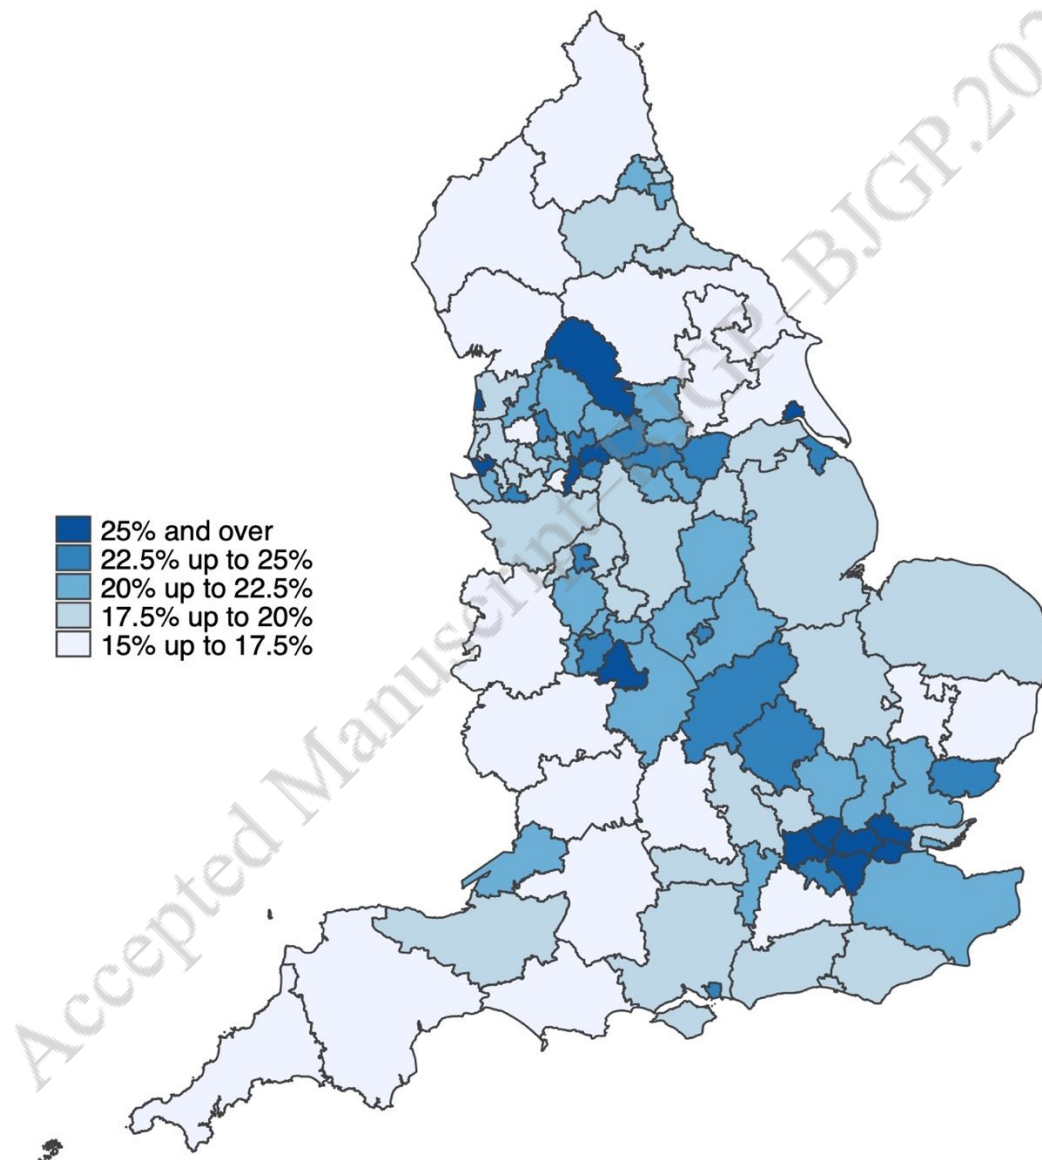 Accepted Manuscript–BJGP–BJGP.202
25% and over
22.5% up to 25%
20% up to 22.5%
17.5% up to 20%
15% up to 17.5%